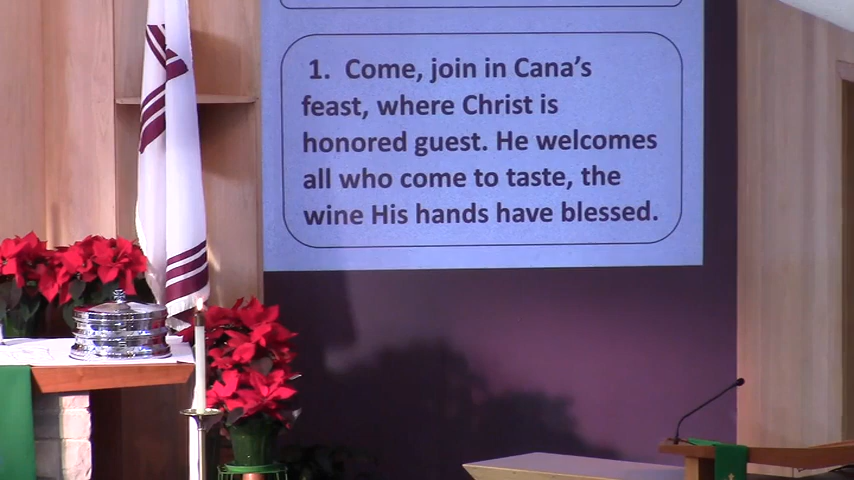 1. Come, join in Cana's
feast, where Christ is
honored guest. He welcomes
all who come to taste, the
wine His hands have blessed.